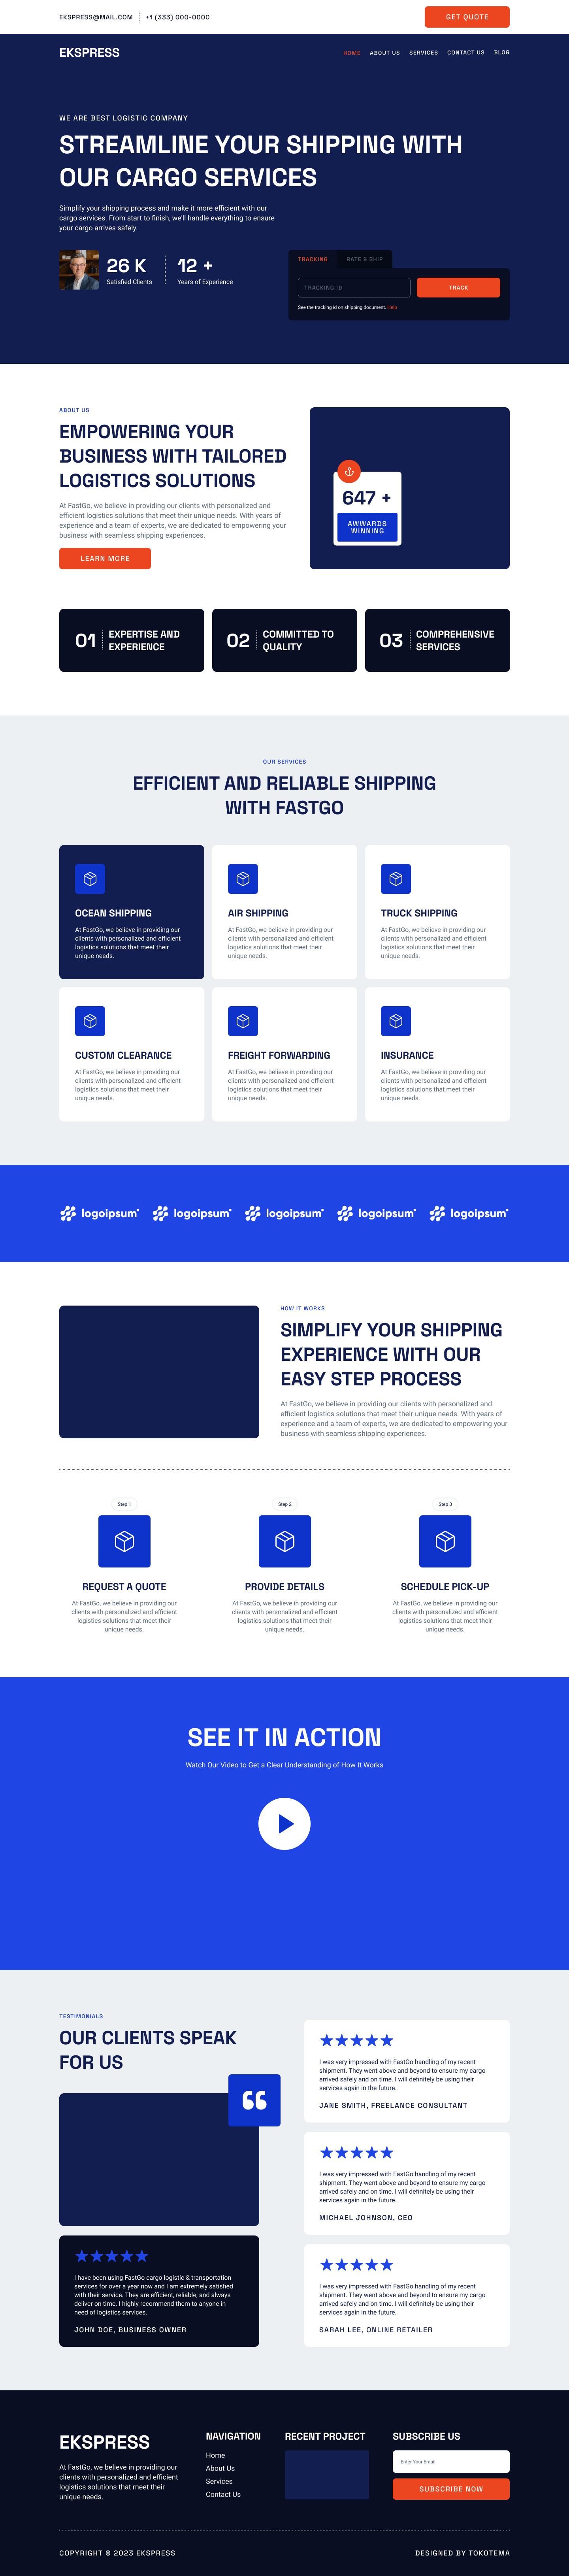 EKSPRESS@MAIL.COM
+1 (333) 000-0000
GET QUOTE
EKSPRESS
HOME
ABOUT US
SERVICES
CONTACT US
BLOG
WE ARE BEST LOGISTIC COMPANY
STREAMLINE YOUR SHIPPING WITH
OUR CARGO SERVICES
Simplify your shipping process and make it more efficient with our
cargo services. From start to finish, we'll handle everything to ensure
your cargo arrives safely.
26 K
Satisfied Clients
12 +
Years of Experience
TRACKING
RATE & SHIP
TRACKING ID
TRACK
See the tracking id on shipping document. Help
ABOUT US
EMPOWERING YOUR
BUSINESS WITH TAILORED
LOGISTICS SOLUTIONS
At FastGo, we believe in providing our clients with personalized and
efficient logistics solutions that meet their unique needs. With years of
experience and a team of experts, we are dedicated to empowering your
business with seamless shipping experiences.
LEARN MORE
647 +
AWWARDS
WINNING
01
EXPERTISE AND
EXPERIENCE
02
COMMITTED TO
QUALITY
03
COMPREHENSIVE
SERVICES
OUR SERVICES
EFFICIENT AND RELIABLE SHIPPING
WITH FASTGO
OCEAN SHIPPING
At FastGo, we believe in providing our
clients with personalized and efficient
logistics solutions that meet their
unique needs.
AIR SHIPPING
At FastGo, we believe in providing our
clients with personalized and efficient
logistics solutions that meet their
unique needs.
TRUCK SHIPPING
At FastGo, we believe in providing our
clients with personalized and efficient
logistics solutions that meet their
unique needs.
CUSTOM CLEARANCE
At FastGo, we believe in providing our
clients with personalized and efficient
logistics solutions that meet their
unique needs.
FREIGHT FORWARDING
At FastGo, we believe in providing our
clients with personalized and efficient
logistics solutions that meet their
unique needs.
INSURANCE
At FastGo, we believe in providing our
clients with personalized and efficient
logistics solutions that meet their
unique needs.
logoipsum
logoipsum
logoipsum
logoipsum
logoipsum
HOW IT WORKS
SIMPLIFY YOUR SHIPPING
EXPERIENCE WITH OUR
EASY STEP PROCESS
At FastGo, we believe in providing our clients with personalized and
efficient logistics solutions that meet their unique needs. With years of
experience and a team of experts, we are dedicated to empowering your
business with seamless shipping experiences.
Step 1
REQUEST A QUOTE
At FastGo, we believe in providing our
clients with personalized and efficient
logistics solutions that meet their
unique needs.
Step 2
PROVIDE DETAILS
At FastGo, we believe in providing our
clients with personalized and efficient
logistics solutions that meet their
unique needs.
Step 3
SCHEDULE PICK-UP
At FastGo, we believe in providing our
clients with personalized and efficient
logistics solutions that meet their
unique needs.
SEE IT IN ACTION
Watch Our Video to Get a Clear Understanding of How It Works
TESTIMONIALS
OUR CLIENTS SPEAK
FOR US
“
I have been using FastGo cargo logistic & transportation
services for over a year now and I am extremely satisfied
with their service. They are efficient, reliable, and always
deliver on time. I highly recommend them to anyone in
need of logistics services.
JOHN DOE, BUSINESS OWNER
I was very impressed with FastGo handling of my recent
shipment. They went above and beyond to ensure my cargo
arrived safely and on time. I will definitely be using their
services again in the future.
JANE SMITH, FREELANCE CONSULTANT
I was very impressed with FastGo handling of my recent
shipment. They went above and beyond to ensure my cargo
arrived safely and on time. I will definitely be using their
services again in the future.
MICHAEL JOHNSON, CEO
I was very impressed with FastGo handling of my recent
shipment. They went above and beyond to ensure my cargo
arrived safely and on time. I will definitely be using their
services again in the future.
SARAH LEE, ONLINE RETAILER
EKSPRESS
At FastGo, we believe in providing our
clients with personalized and efficient
logistics solutions that meet their
unique needs.
NAVIGATION
Home
About Us
Services
Contact Us
RECENT PROJECT
SUBSCRIBE US
Enter Your Email
SUBSCRIBE NOW
COPYRIGHT © 2023 EKSPRESS
DESIGNED BY TOKOTEMA